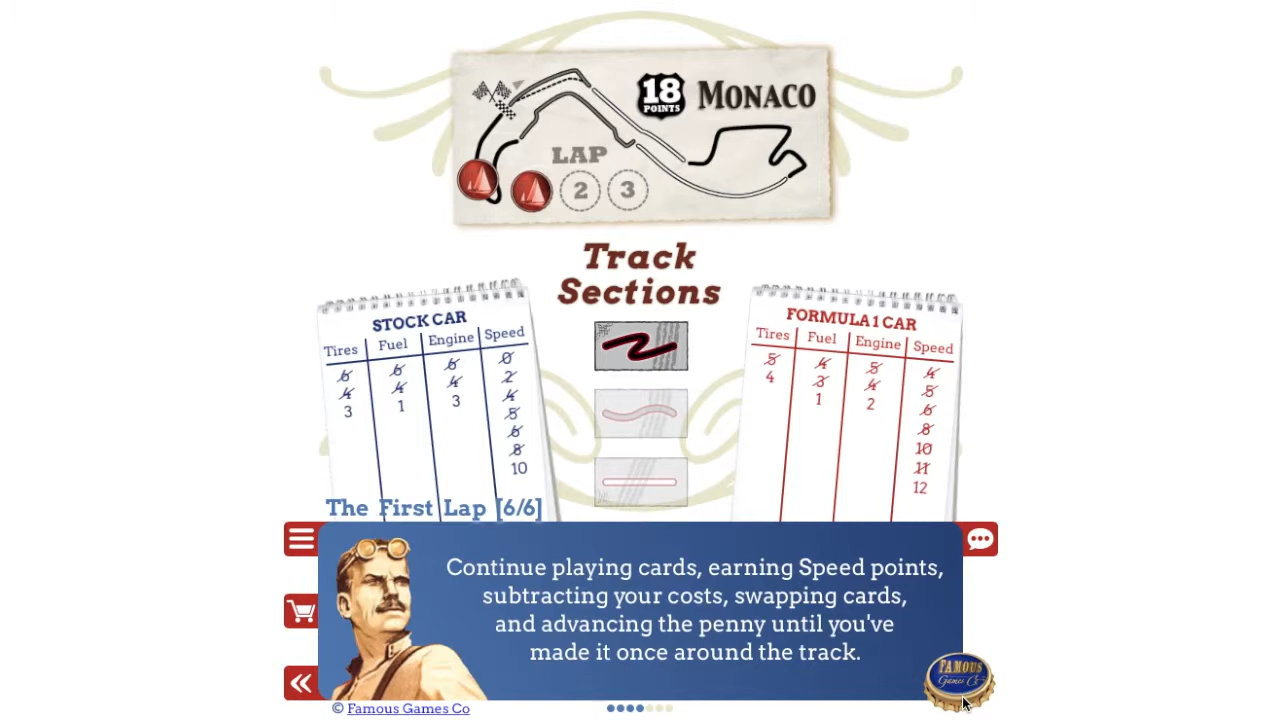 18
POINTS
MONACO
LAP
2 3
Track
Sections
STOCK CAR
Tires Fuel Engine Speed
6 6 6 0
4 4 4 2
3 1 3 4
5
6
8
10
FORMULA 1 CAR
Tires Fuel Engine Speed
5 4 5 4
4 3 4 5
1 2 6
8
10
11
12
The First Lap [6/6]
Continue playing cards, earning Speed points,
subtracting your costs, swapping cards,
and advancing the penny until you've
made it once around the track.
FAMOUS
Games Co
© Famous Games Co